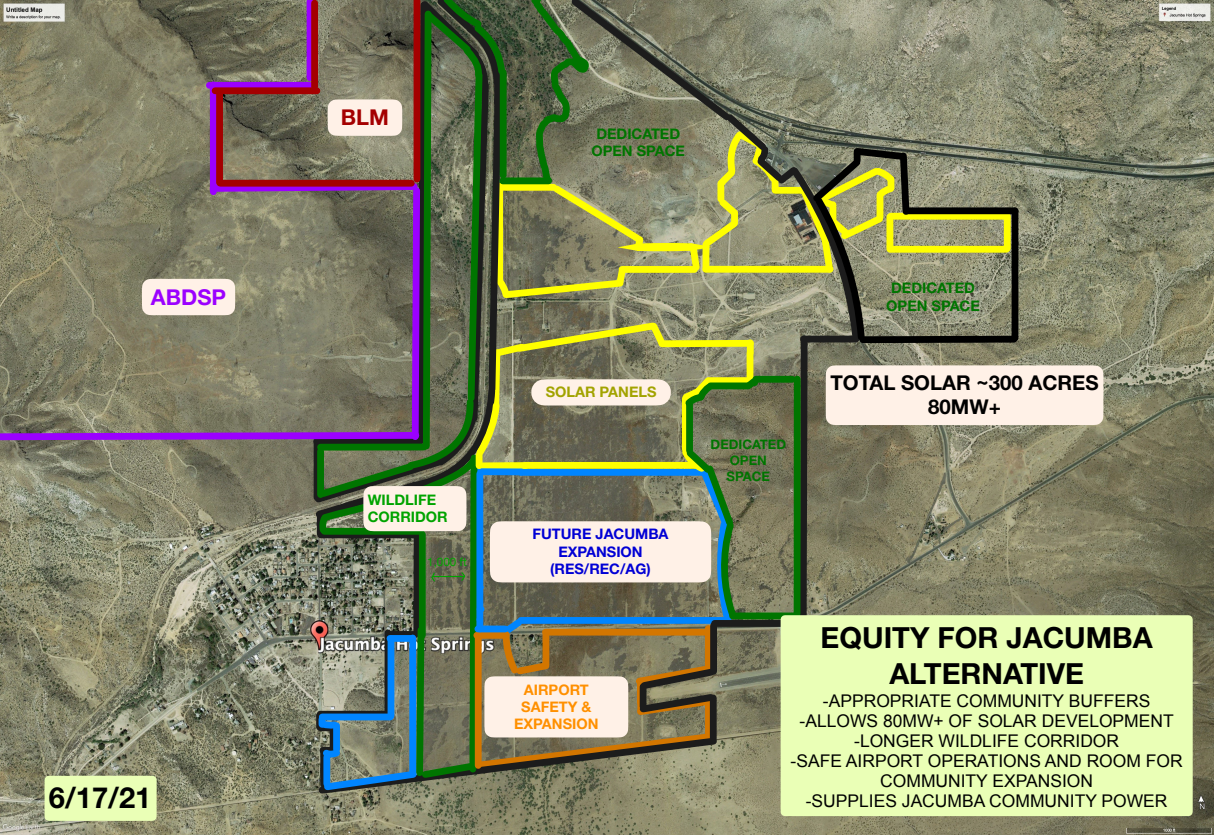 Untitled Map
Write a description for your map.
Legend
Jacumba Hot Springs
BLM
DEDICATED
OPEN SPACE
ABDSP
DEDICATED
OPEN SPACE
SOLAR PANELS
TOTAL SOLAR ~300 ACRES
80MW+
DEDICATED
OPEN
SPACE
WILDLIFE
CORRIDOR
FUTURE JACUMBA
EXPANSION
(RES/REC/AG)
Jacumba Hot Springs
AIRPORT
SAFETY &
EXPANSION
EQUITY FOR JACUMBA
ALTERNATIVE
-APPROPRIATE COMMUNITY BUFFERS
-ALLOWS 80MW+ OF SOLAR DEVELOPMENT
-LONGER WILDLIFE CORRIDOR
-SAFE AIRPORT OPERATIONS AND ROOM FOR
COMMUNITY EXPANSION
-SUPPLIES JACUMBA COMMUNITY POWER
6/17/21
N
1000 ft